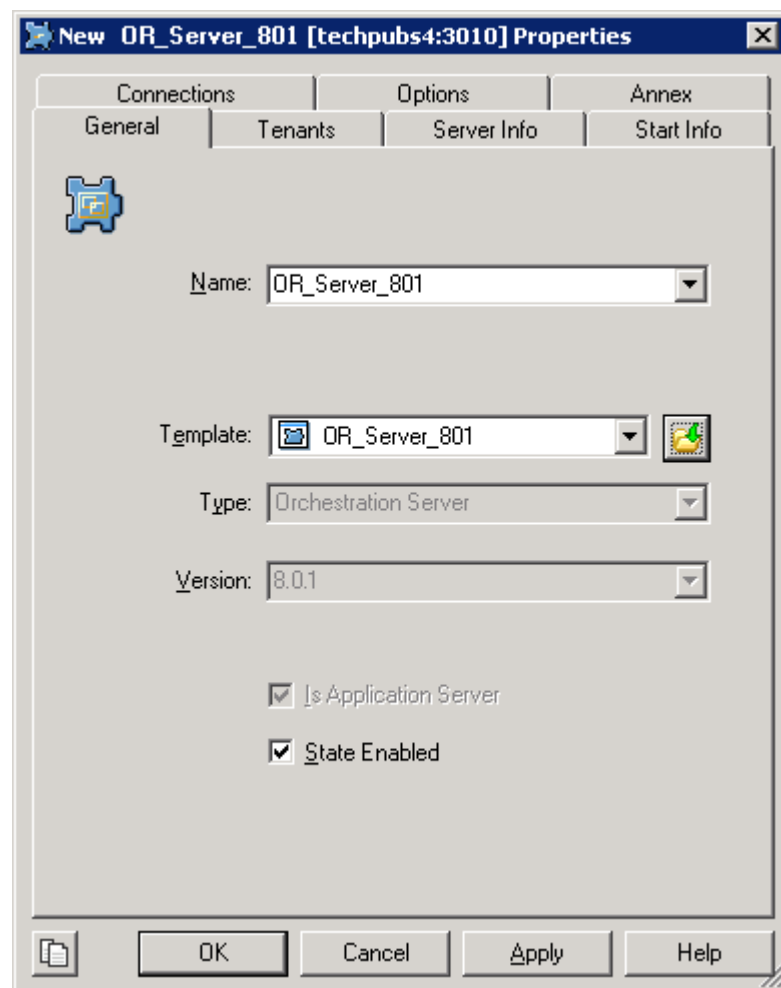 New OR_Server_801 [techpubs4:3010] Properties
Connections Options Annex
General Tenants Server Info Start Info
Name: OR_Server_801
Template: OR_Server_801
Type: Orchestration Server
Version: 8.0.1
Is Application Server
State Enabled
OK Cancel Apply Help